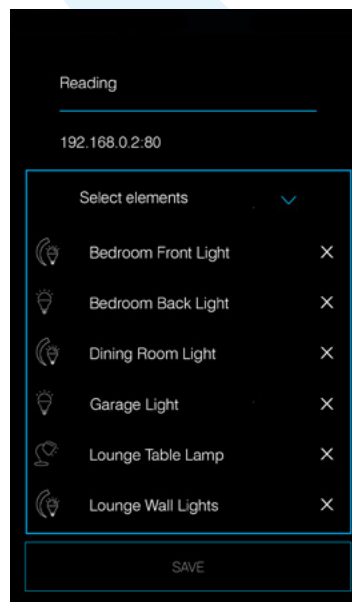 Reading
192.168.0.2:80
Select elements
Bedroom Front Light
Bedroom Back Light
Dining Room Light
Garage Light
Lounge Table Lamp
Lounge Wall Lights
SAVE